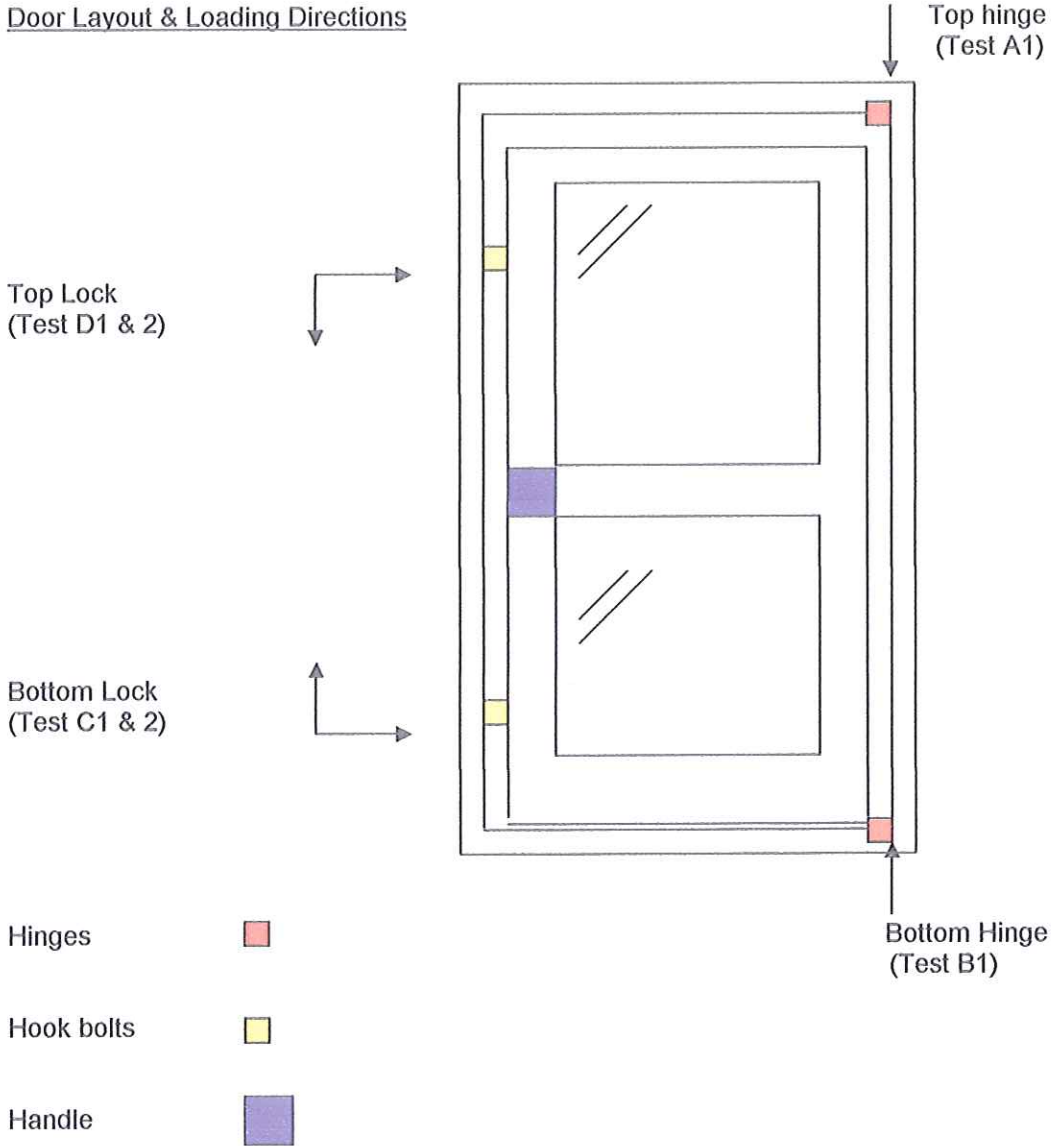 Door Layout & Loading Directions
Top hinge
(Test A1)
Top Lock
(Test D1 & 2)
Bottom Lock
(Test C1 & 2)
Bottom Hinge
(Test B1)
Hinges
Hook bolts
Handle